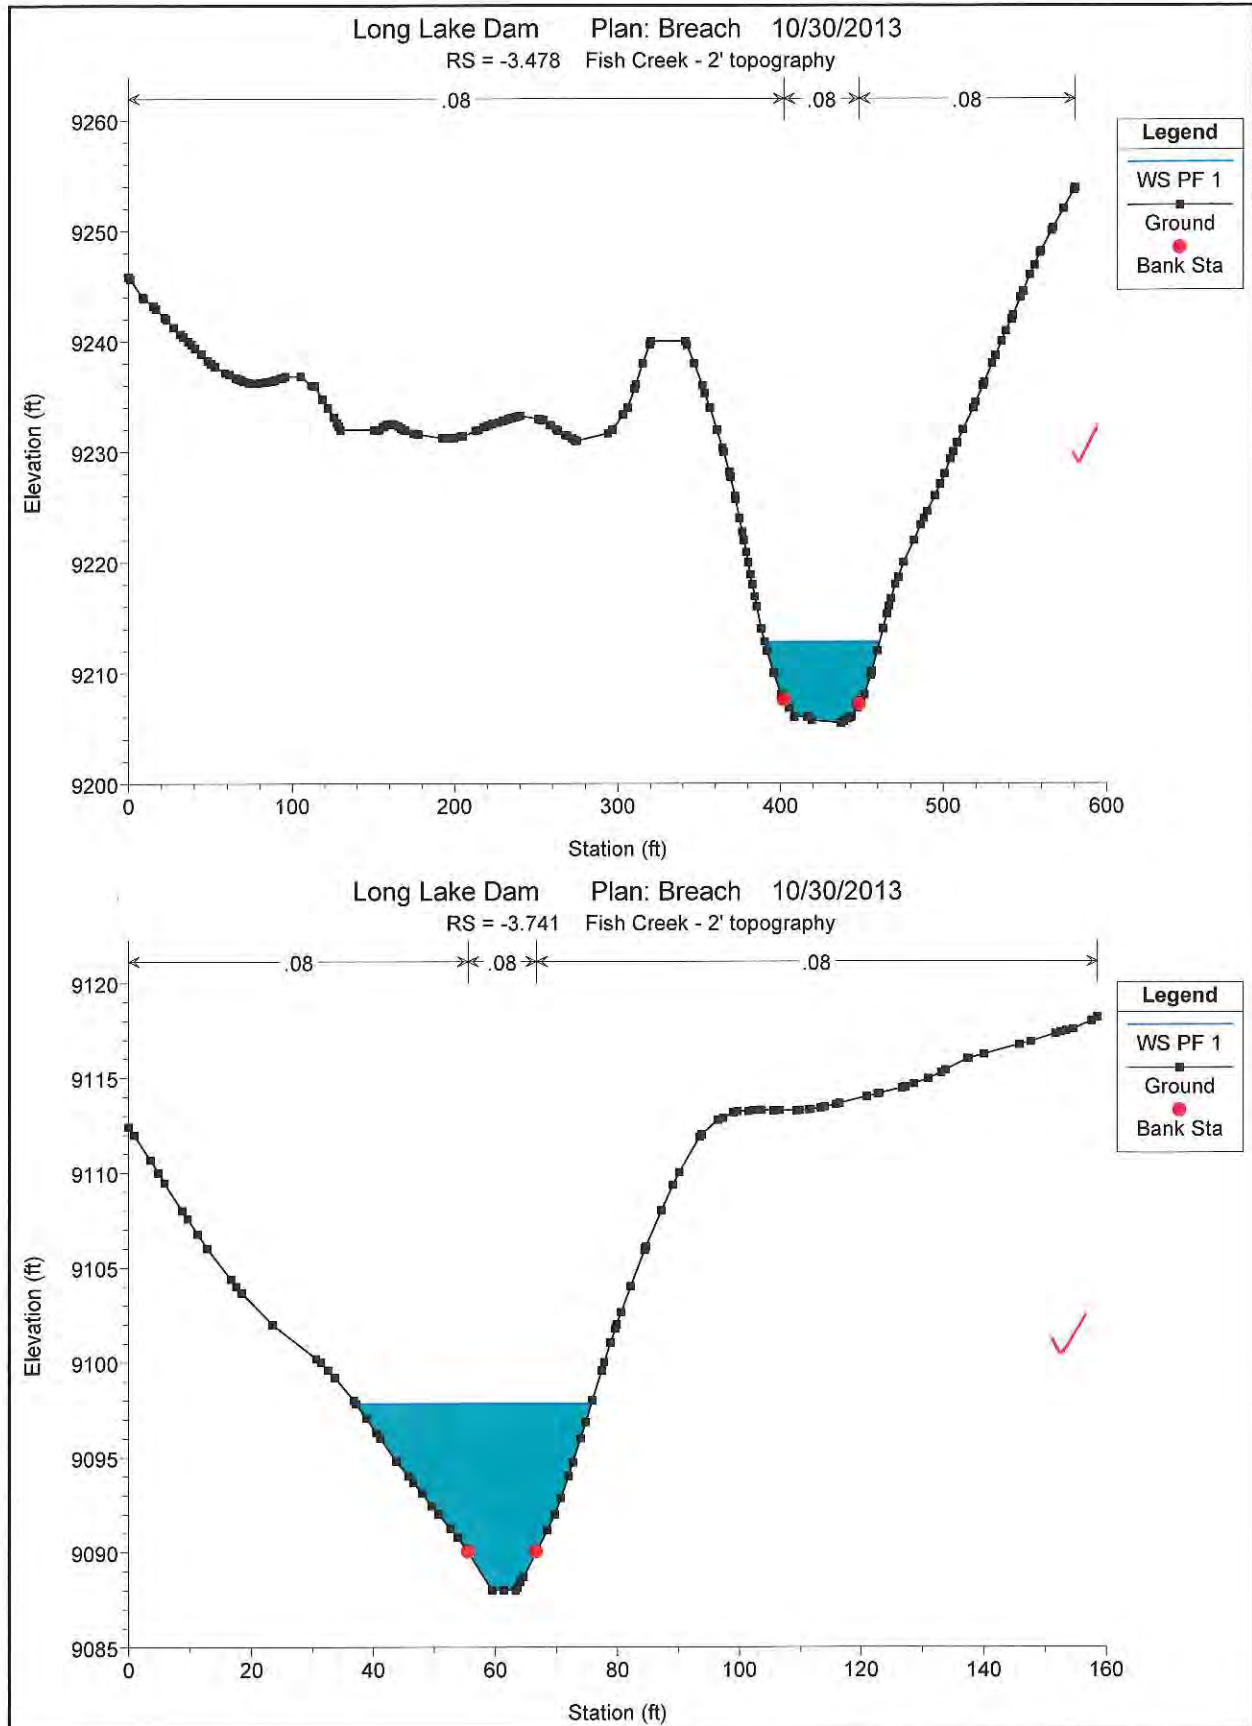 Long Lake Dam Plan: Breach 10/30/2013
RS = -3.478 Fish Creek - 2' topography
.08 .08 .08
9260
9250
9240
9230
9220
9210
9200
Elevation (ft)
0 100 200 300 400 500 600
Station (ft)
Legend
WS PF 1
Ground
Bank Sta
Long Lake Dam Plan: Breach 10/30/2013
RS = -3.741 Fish Creek - 2' topography
.08 .08 .08
9120
9115
9110
9105
9100
9095
9090
9085
Elevation (ft)
0 20 40 60 80 100 120 140 160
Station (ft)
Legend
WS PF 1
Ground
Bank Sta